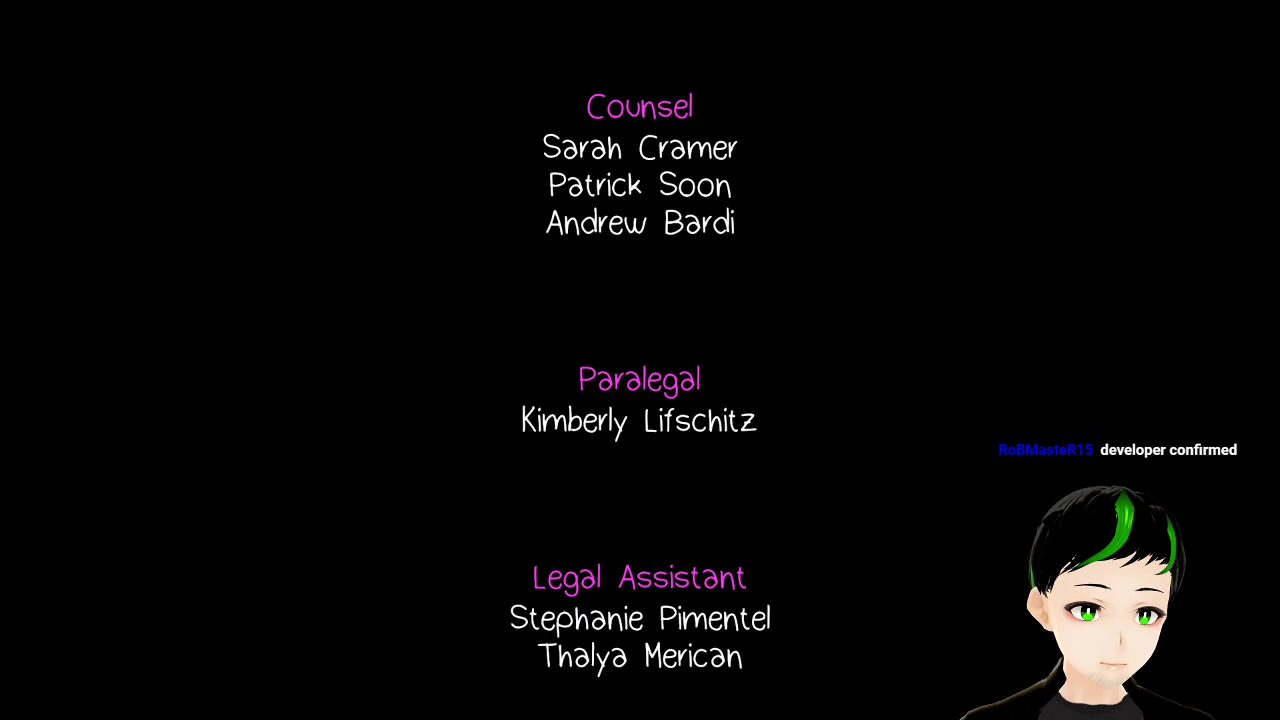 Counsel
Sarah Cramer
Patrick Soon
Andrew Bardi
Paralegal
Kimberly Lifschitz
RoBMasteR15 developer confirmed
Legal Assistant
Stephanie Pimentel
Thalya Merican